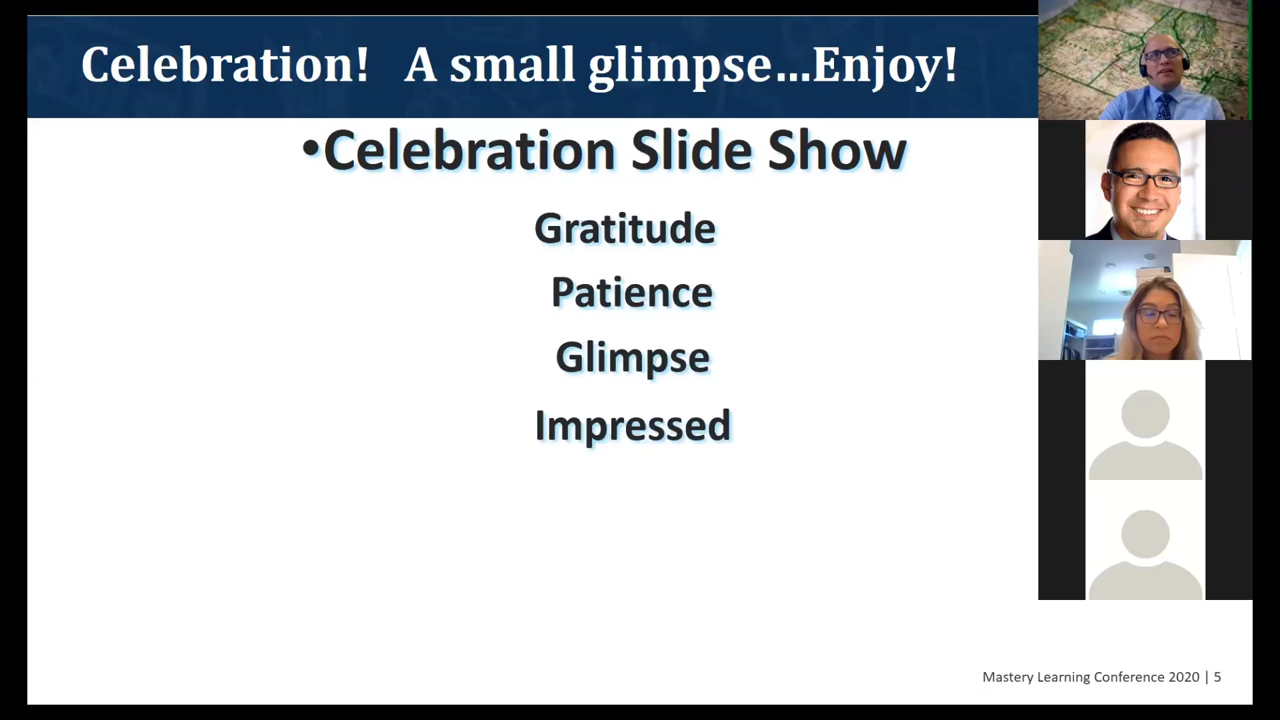 Celebration! A small glimpse...Enjoy!
•Celebration Slide Show
Gratitude
Patience
Glimpse
Impressed
Mastery Learning Conference 2020 | 5